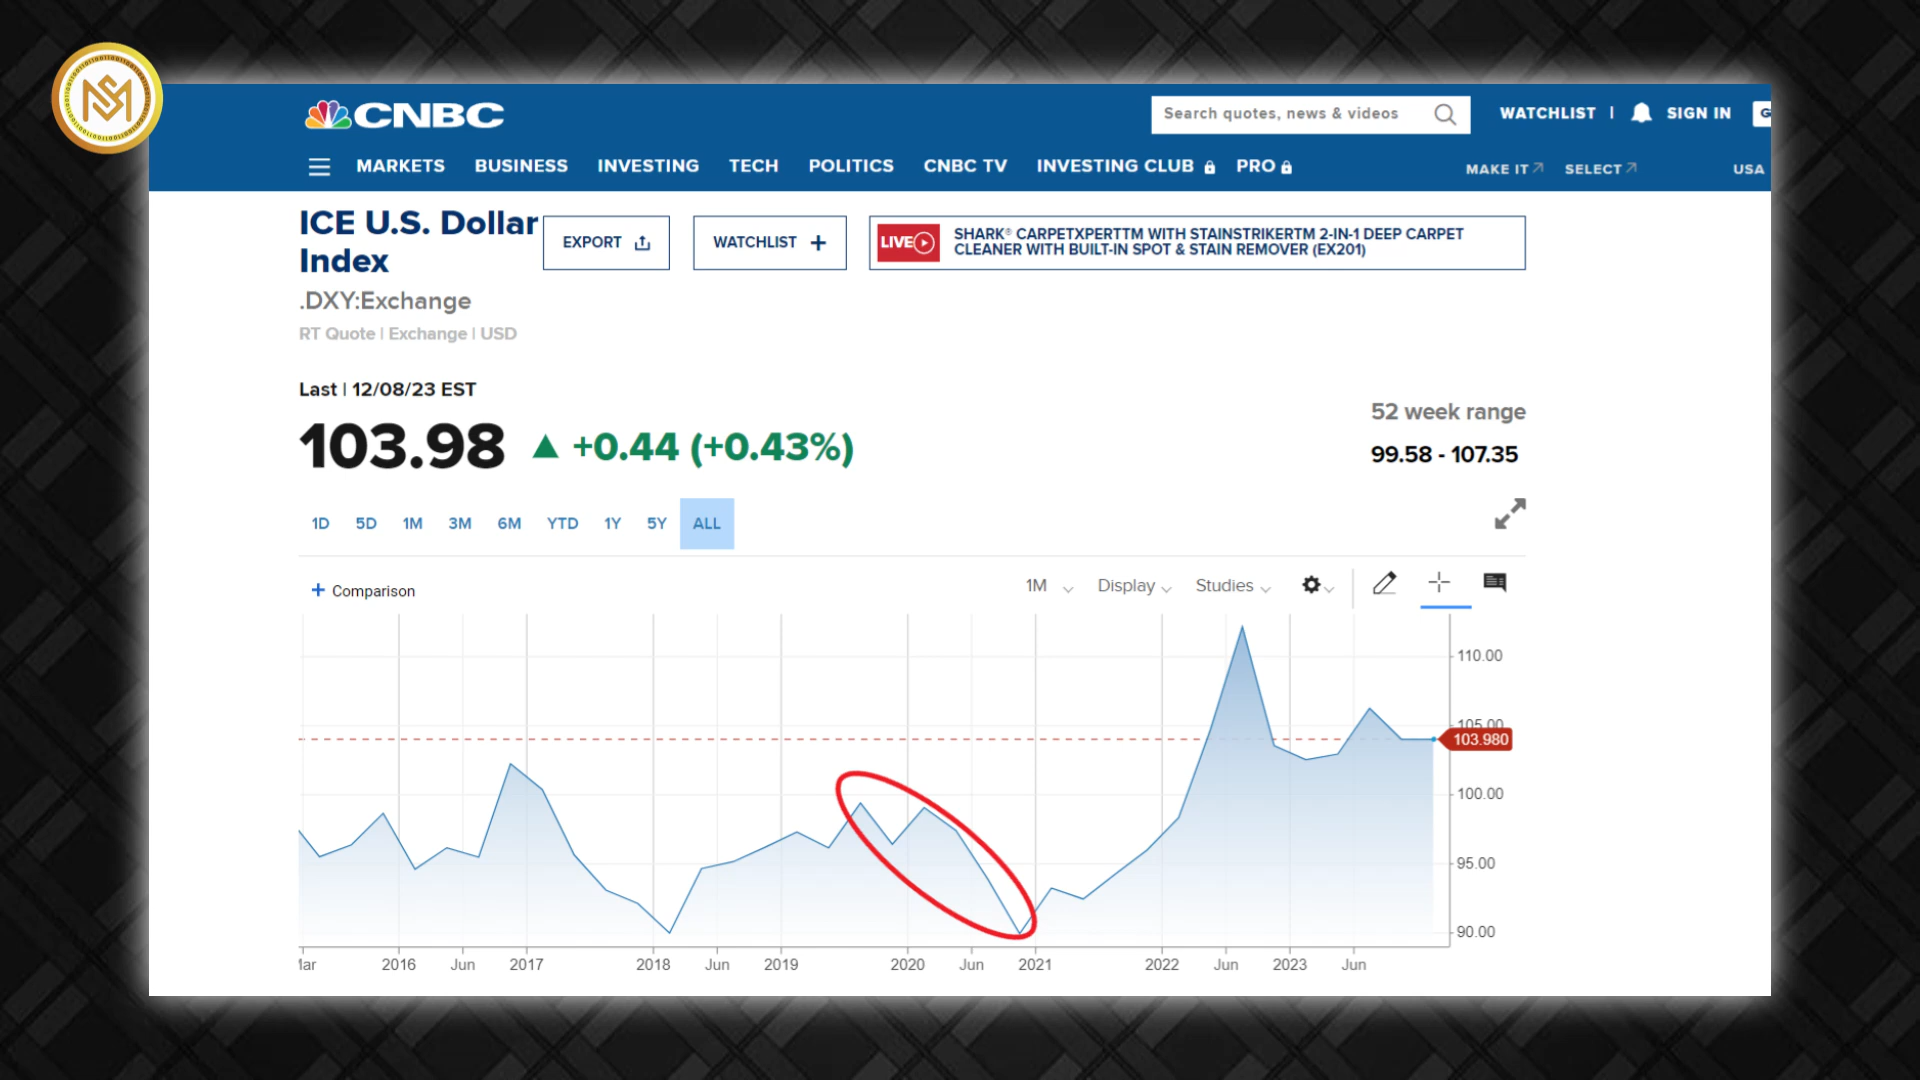 CNBC
Search quotes, news & videos
WATCHLIST | SIGN IN
MARKETS BUSINESS INVESTING TECH POLITICS CNBC TV INVESTING CLUB PRO MAKE IT SELECT USA
ICE U.S. Dollar
Index
EXPORT
WATCHLIST +
LIVE
SHARK® CARPETXPERTTM WITH STAINSTRIKERTM 2-IN-1 DEEP CARPET
CLEANER WITH BUILT-IN SPOT & STAIN REMOVER (EX201)
.DXY:Exchange
RT Quote | Exchange | USD
Last | 12/08/23 EST
103.98 ▲ +0.44 (+0.43%)
52 week range
99.58 - 107.35
1D 5D 1M 3M 6M YTD 1Y 5Y ALL
+ Comparison
1M Display Studies
110.00
105.00
103.980
100.00
95.00
90.00
2016 Jun 2017 2018 Jun 2019 2020 Jun 2021 2022 Jun 2023 Jun